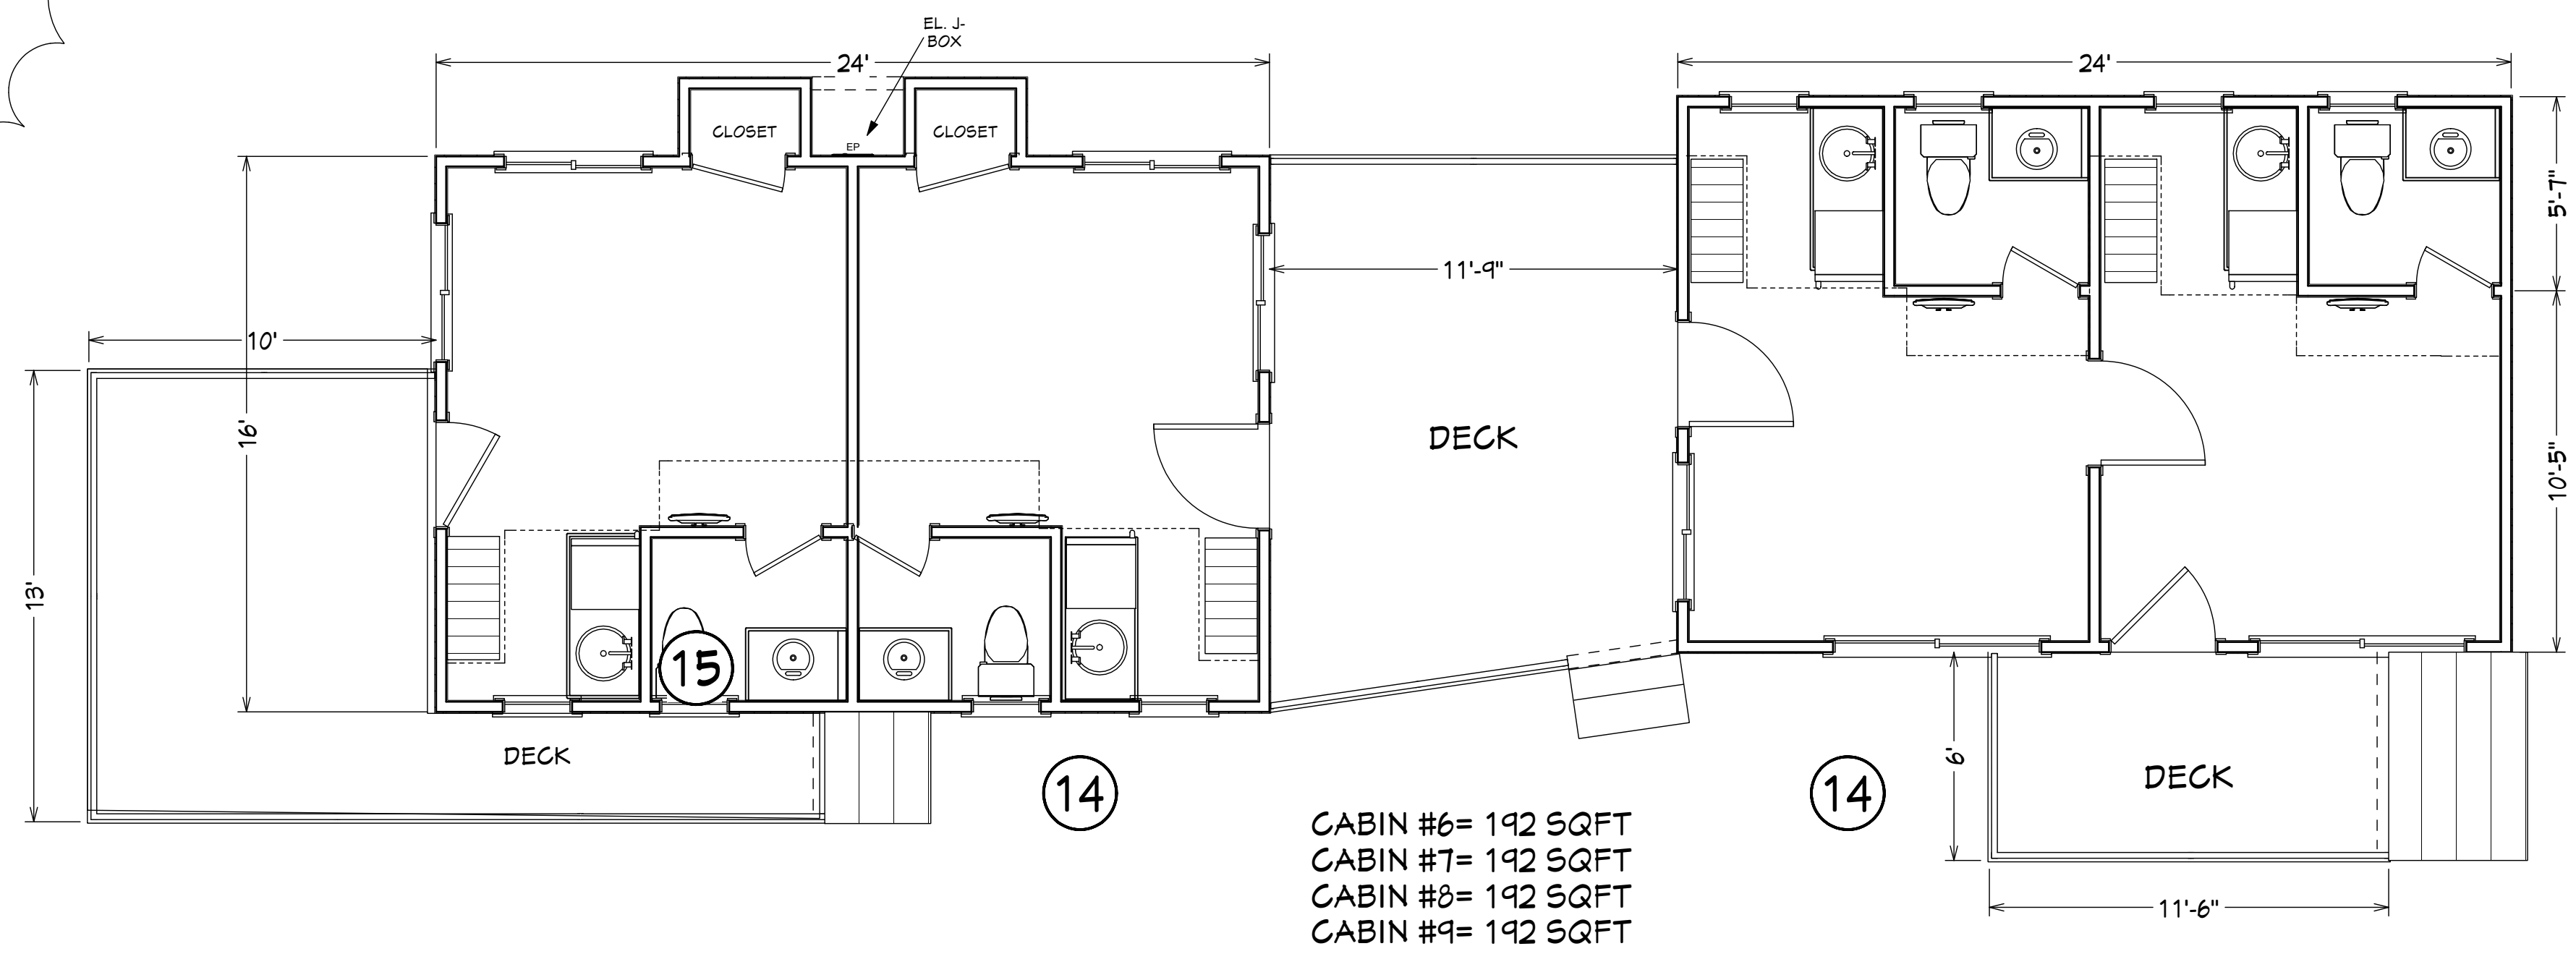 EL. J-
BOX
24'
24'
CLOSET
CLOSET
EP
5'-7"
11'-9"
10'
16'
DECK
10'-5"
13'
15
DECK
6'
DECK
14
14
CABIN #6= 192 SQFT
CABIN #7= 192 SQFT
CABIN #8= 192 SQFT
CABIN #9= 192 SQFT
11'-6"